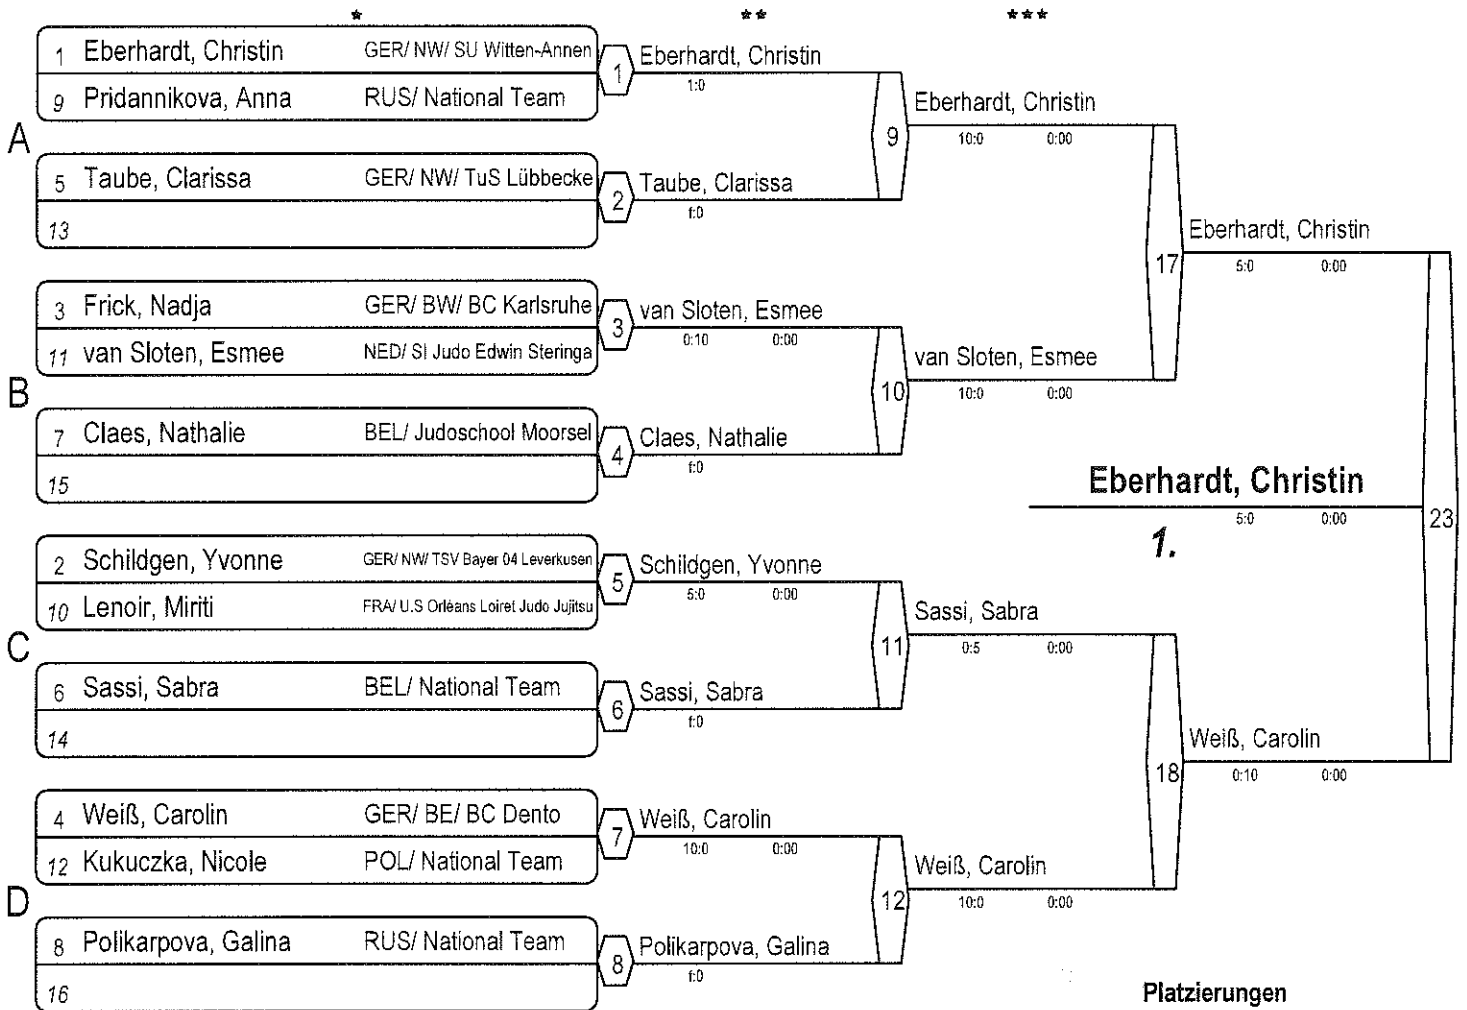 * ** ***
1 Eberhardt, Christin GER/ NW/ SU Witten-Annen
9 Pridannikova, Anna RUS/ National Team
1 Eberhardt, Christin
1:0
A
5 Taube, Clarissa GER/ NW/ TuS Lübbecke
13
2 Taube, Clarissa
f:0
9 Eberhardt, Christin
10:0 0:00
3 Frick, Nadja GER/ BW/ BC Karlsruhe
11 van Sloten, Esmee NED/ SI Judo Edwin Steringa
3 van Sloten, Esmee
0:10 0:00
B
7 Claes, Nathalie BEL/ Judoschool Moorsel
15
4 Claes, Nathalie
f:0
10 van Sloten, Esmee
10:0 0:00
17 Eberhardt, Christin
5:0 0:00
2 Schildgen, Yvonne GER/ NW/ TSV Bayer 04 Leverkusen
10 Lenoir, Miriti FRA/ U.S Orléans Loiret Judo Jujitsu
5 Schildgen, Yvonne
5:0 0:00
C
6 Sassi, Sabra BEL/ National Team
14
6 Sassi, Sabra
f:0
11 Sassi, Sabra
0:5 0:00
4 Weiß, Carolin GER/ BE/ BC Dento
12 Kukuczka, Nicole POL/ National Team
7 Weiß, Carolin
10:0 0:00
D
8 Polikarpova, Galina RUS/ National Team
16
8 Polikarpova, Galina
f:0
12 Weiß, Carolin
10:0 0:00
18 Weiß, Carolin
0:10 0:00
Eberhardt, Christin
23
5:0 0:00
1.
Platzierungen